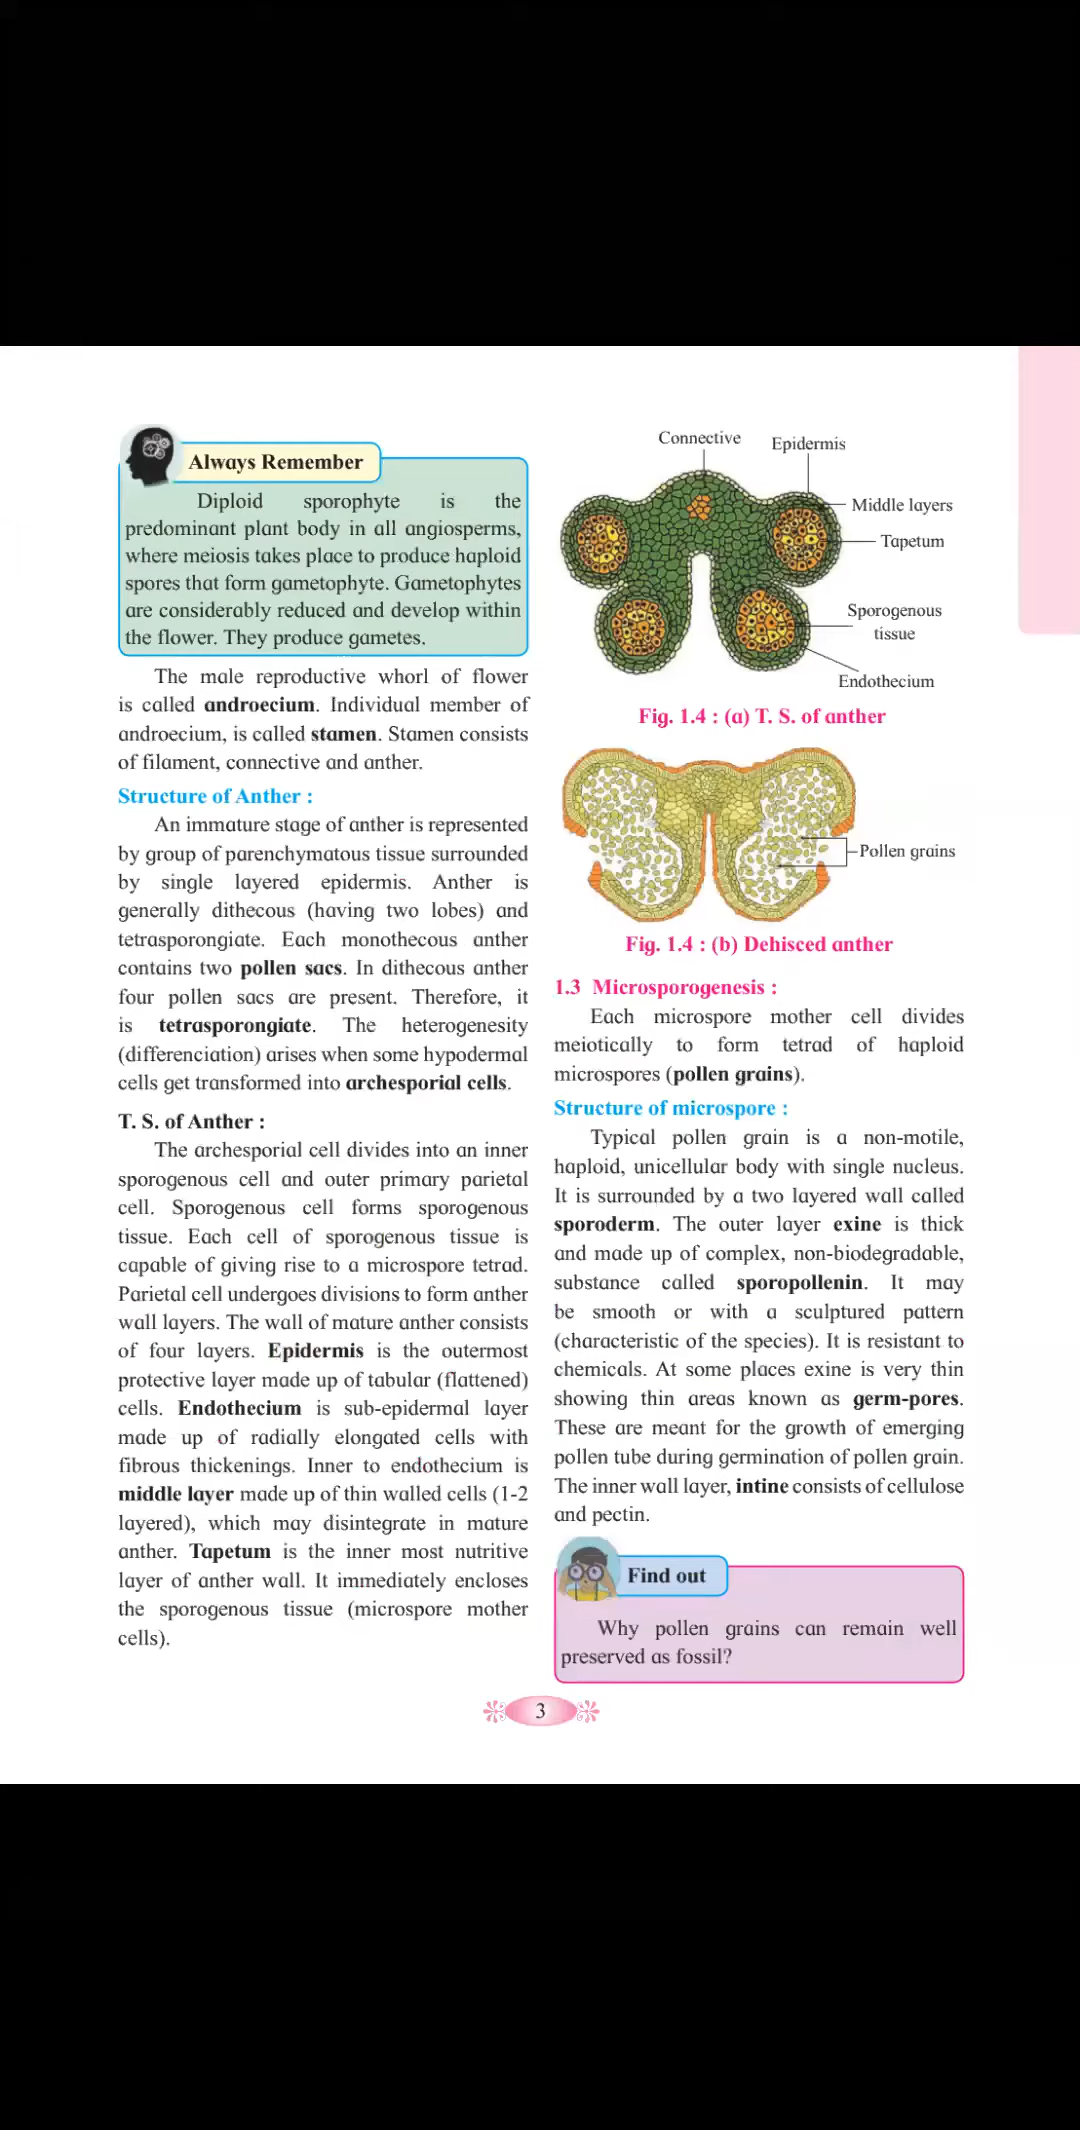 Always Remember
Diploid sporophyte is the
predominant plant body in all angiosperms,
where meiosis takes place to produce haploid
spores that form gametophyte. Gametophytes
are considerably reduced and develop within
the flower. They produce gametes.
The male reproductive whorl of flower
is called androecium. Individual member of
androecium, is called stamen. Stamen consists
of filament, connective and anther.
Structure of Anther :
An immature stage of anther is represented
by group of parenchymatous tissue surrounded
by single layered epidermis. Anther is
generally dithecous (having two lobes) and
tetrasporongiate. Each monothecous anther
contains two pollen sacs. In dithecous anther
four pollen sacs are present. Therefore, it
is tetrasporongiate. The heterogenesity
(differenciation) arises when some hypodermal
cells get transformed into archesporial cells.
T. S. of Anther :
The archesporial cell divides into an inner
sporogenous cell and outer primary parietal
cell. Sporogenous cell forms sporogenous
tissue. Each cell of sporogenous tissue is
capable of giving rise to a microspore tetrad.
Parietal cell undergoes divisions to form anther
wall layers. The wall of mature anther consists
of four layers. Epidermis is the outermost
protective layer made up of tabular (flattened)
cells. Endothecium is sub-epidermal layer
made up of radially elongated cells with
fibrous thickenings. Inner to endothecium is
middle layer made up of thin walled cells (1-2
layered), which may disintegrate in mature
anther. Tapetum is the inner most nutritive
layer of anther wall. It immediately encloses
the sporogenous tissue (microspore mother
cells).
Connective
Epidermis
Middle layers
Tapetum
Sporogenous
tissue
Endothecium
Fig. 1.4 : (a) T. S. of anther
Pollen grains
Fig. 1.4 : (b) Dehisced anther
1.3 Microsporogenesis :
Each microspore mother cell divides
meiotically to form tetrad of haploid
microspores (pollen grains).
Structure of microspore :
Typical pollen grain is a non-motile,
haploid, unicellular body with single nucleus.
It is surrounded by a two layered wall called
sporoderm. The outer layer exine is thick
and made up of complex, non-biodegradable,
substance called sporopollenin. It may
be smooth or with a sculptured pattern
(characteristic of the species). It is resistant to
chemicals. At some places exine is very thin
showing thin areas known as germ-pores.
These are meant for the growth of emerging
pollen tube during germination of pollen grain.
The inner wall layer, intine consists of cellulose
and pectin.
Find out
Why pollen grains can remain well
preserved as fossil?
3